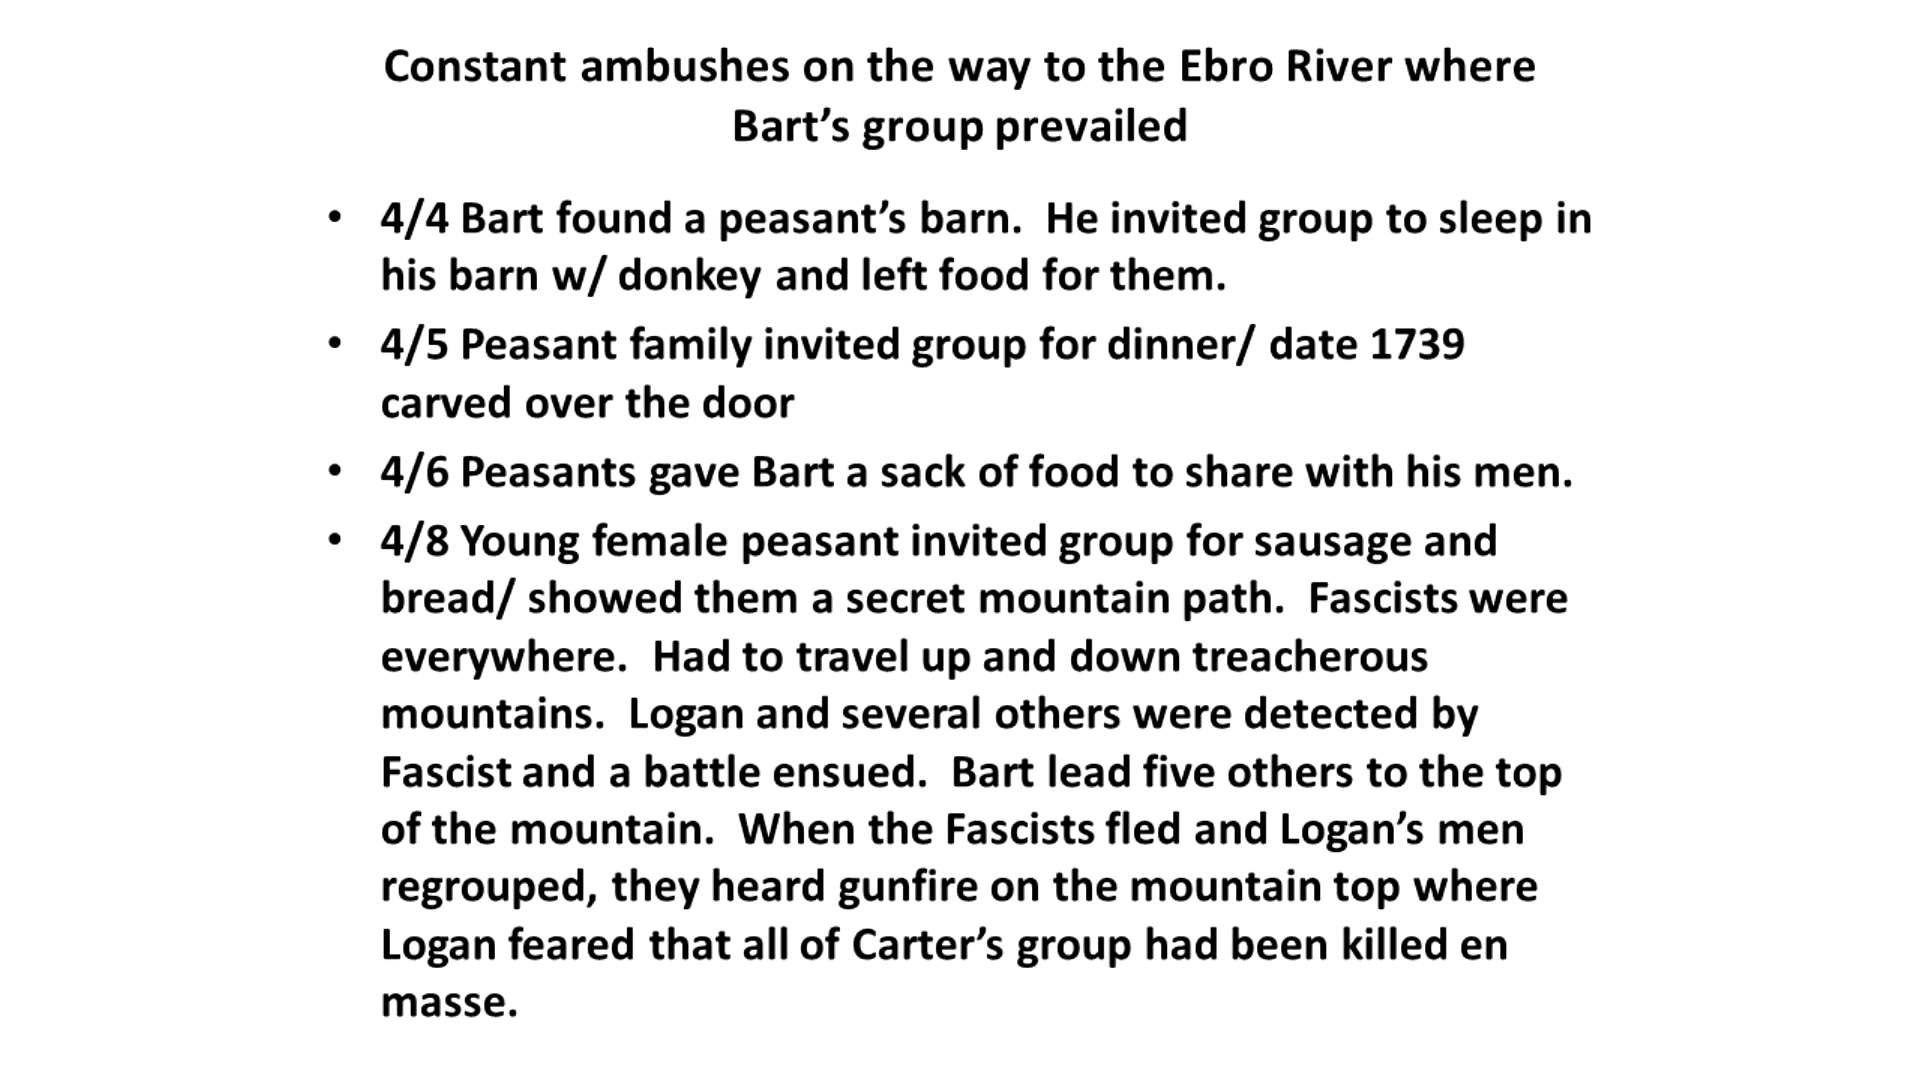 Constant ambushes on the way to the Ebro River where
Bart’s group prevailed
• 4/4 Bart found a peasant’s barn.  He invited group to sleep in
his barn w/ donkey and left food for them.
• 4/5 Peasant family invited group for dinner/ date 1739
carved over the door
• 4/6 Peasants gave Bart a sack of food to share with his men.
• 4/8 Young female peasant invited group for sausage and
bread/ showed them a secret mountain path.  Fascists were
everywhere.  Had to travel up and down treacherous
mountains.  Logan and several others were detected by
Fascist and a battle ensued.  Bart lead five others to the top
of the mountain.  When the Fascists fled and Logan’s men
regrouped, they heard gunfire on the mountain top where
Logan feared that all of Carter’s group had been killed en
masse.